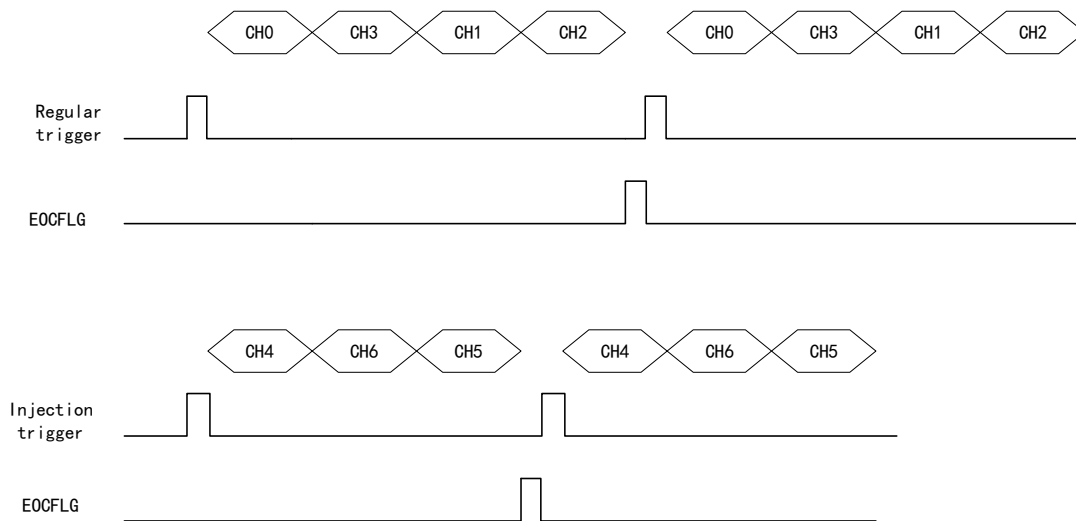 CH0 CH3 CH1 CH2 CH0 CH3 CH1 CH2
Regular
trigger
EOCFLG
CH4 CH6 CH5 CH4 CH6 CH5
Injection
trigger
EOCFLG